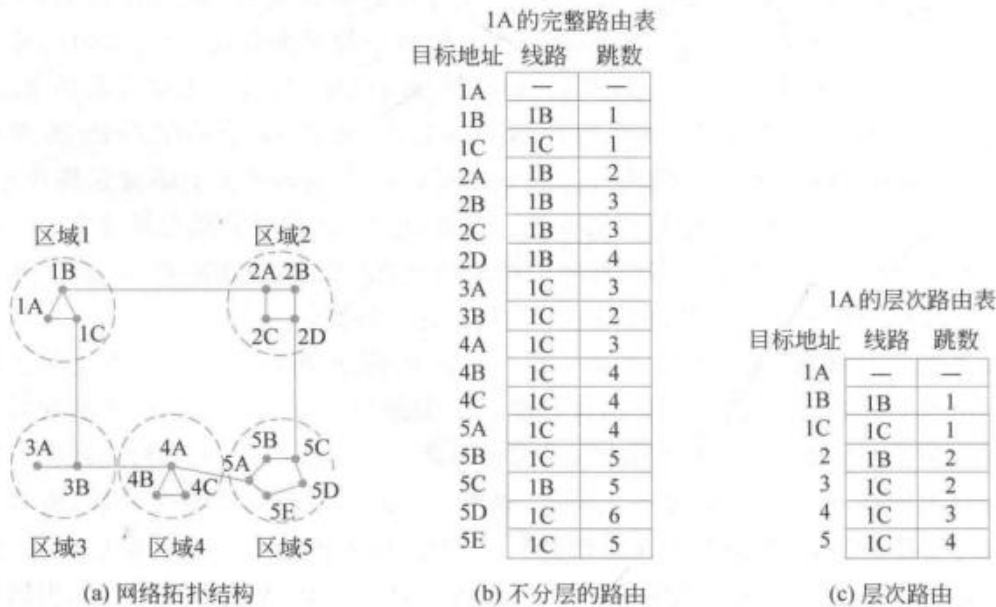 1A的完整路由表
目标地址 线路 跳数
1A — —
1B 1B 1
1C 1C 1
2A 1B 2
2B 1B 3
2C 1B 3
2D 1B 4
3A 1C 3
3B 1C 2
4A 1C 3
4B 1C 4
4C 1C 4
5A 1C 4
5B 1C 5
5C 1B 5
5D 1C 6
5E 1C 5
区域1 区域2
1B 2A 2B
1A 1C 2C 2D
3A 4A 5B 5C
3B 4B 4C 5A 5D
5E
区域3 区域4 区域5
1A的层次路由表
目标地址 线路 跳数
1A — —
1B 1B 1
1C 1C 1
2 1B 2
3 1C 2
4 1C 3
5 1C 4
(a) 网络拓扑结构
(b) 不分层的路由
(c) 层次路由